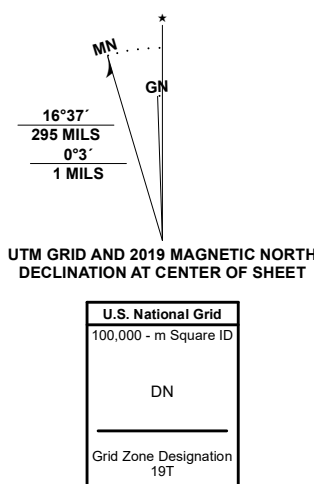 ★
MN
GN
16°37´
295 MILS
0°3´
1 MILS
UTM GRID AND 2019 MAGNETIC NORTH
DECLINATION AT CENTER OF SHEET
U.S. National Grid
100,000 - m Square ID
DN
Grid Zone Designation
19T